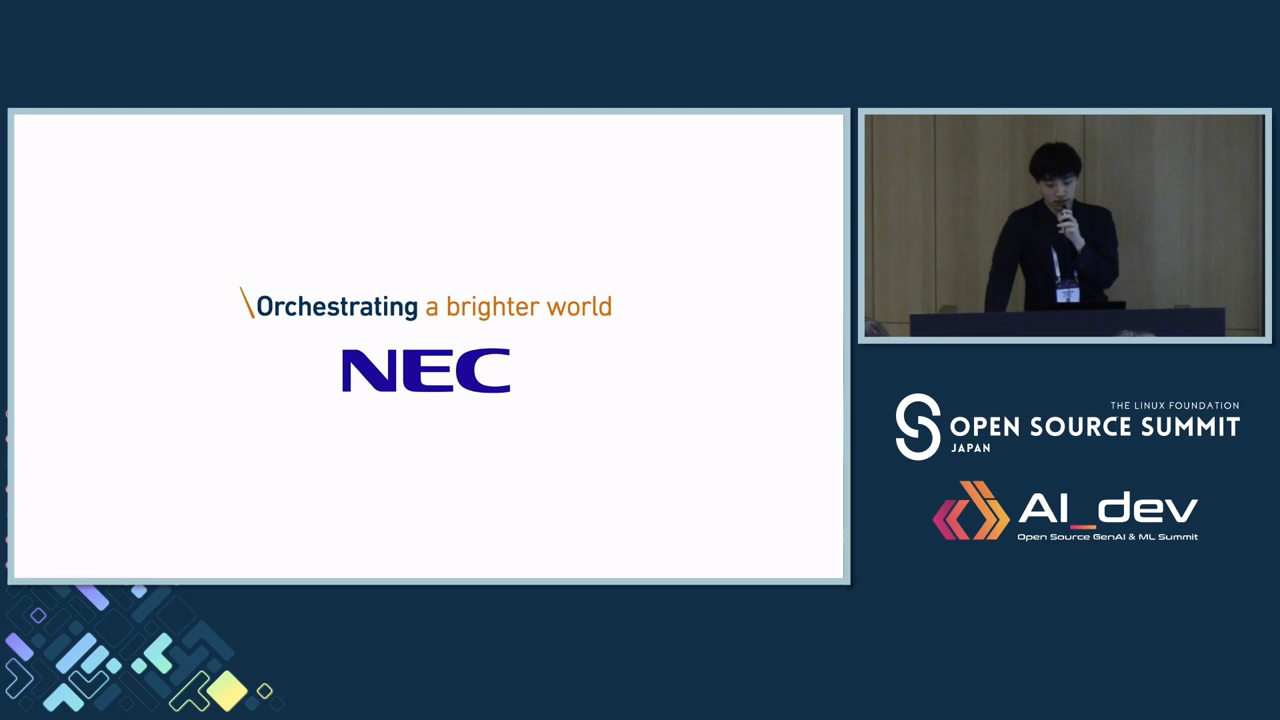 \Orchestrating a brighter world
NEC
THE LINUX FOUNDATION
OPEN SOURCE SUMMIT
JAPAN
AI_dev
Open Source GenAI & ML Summit